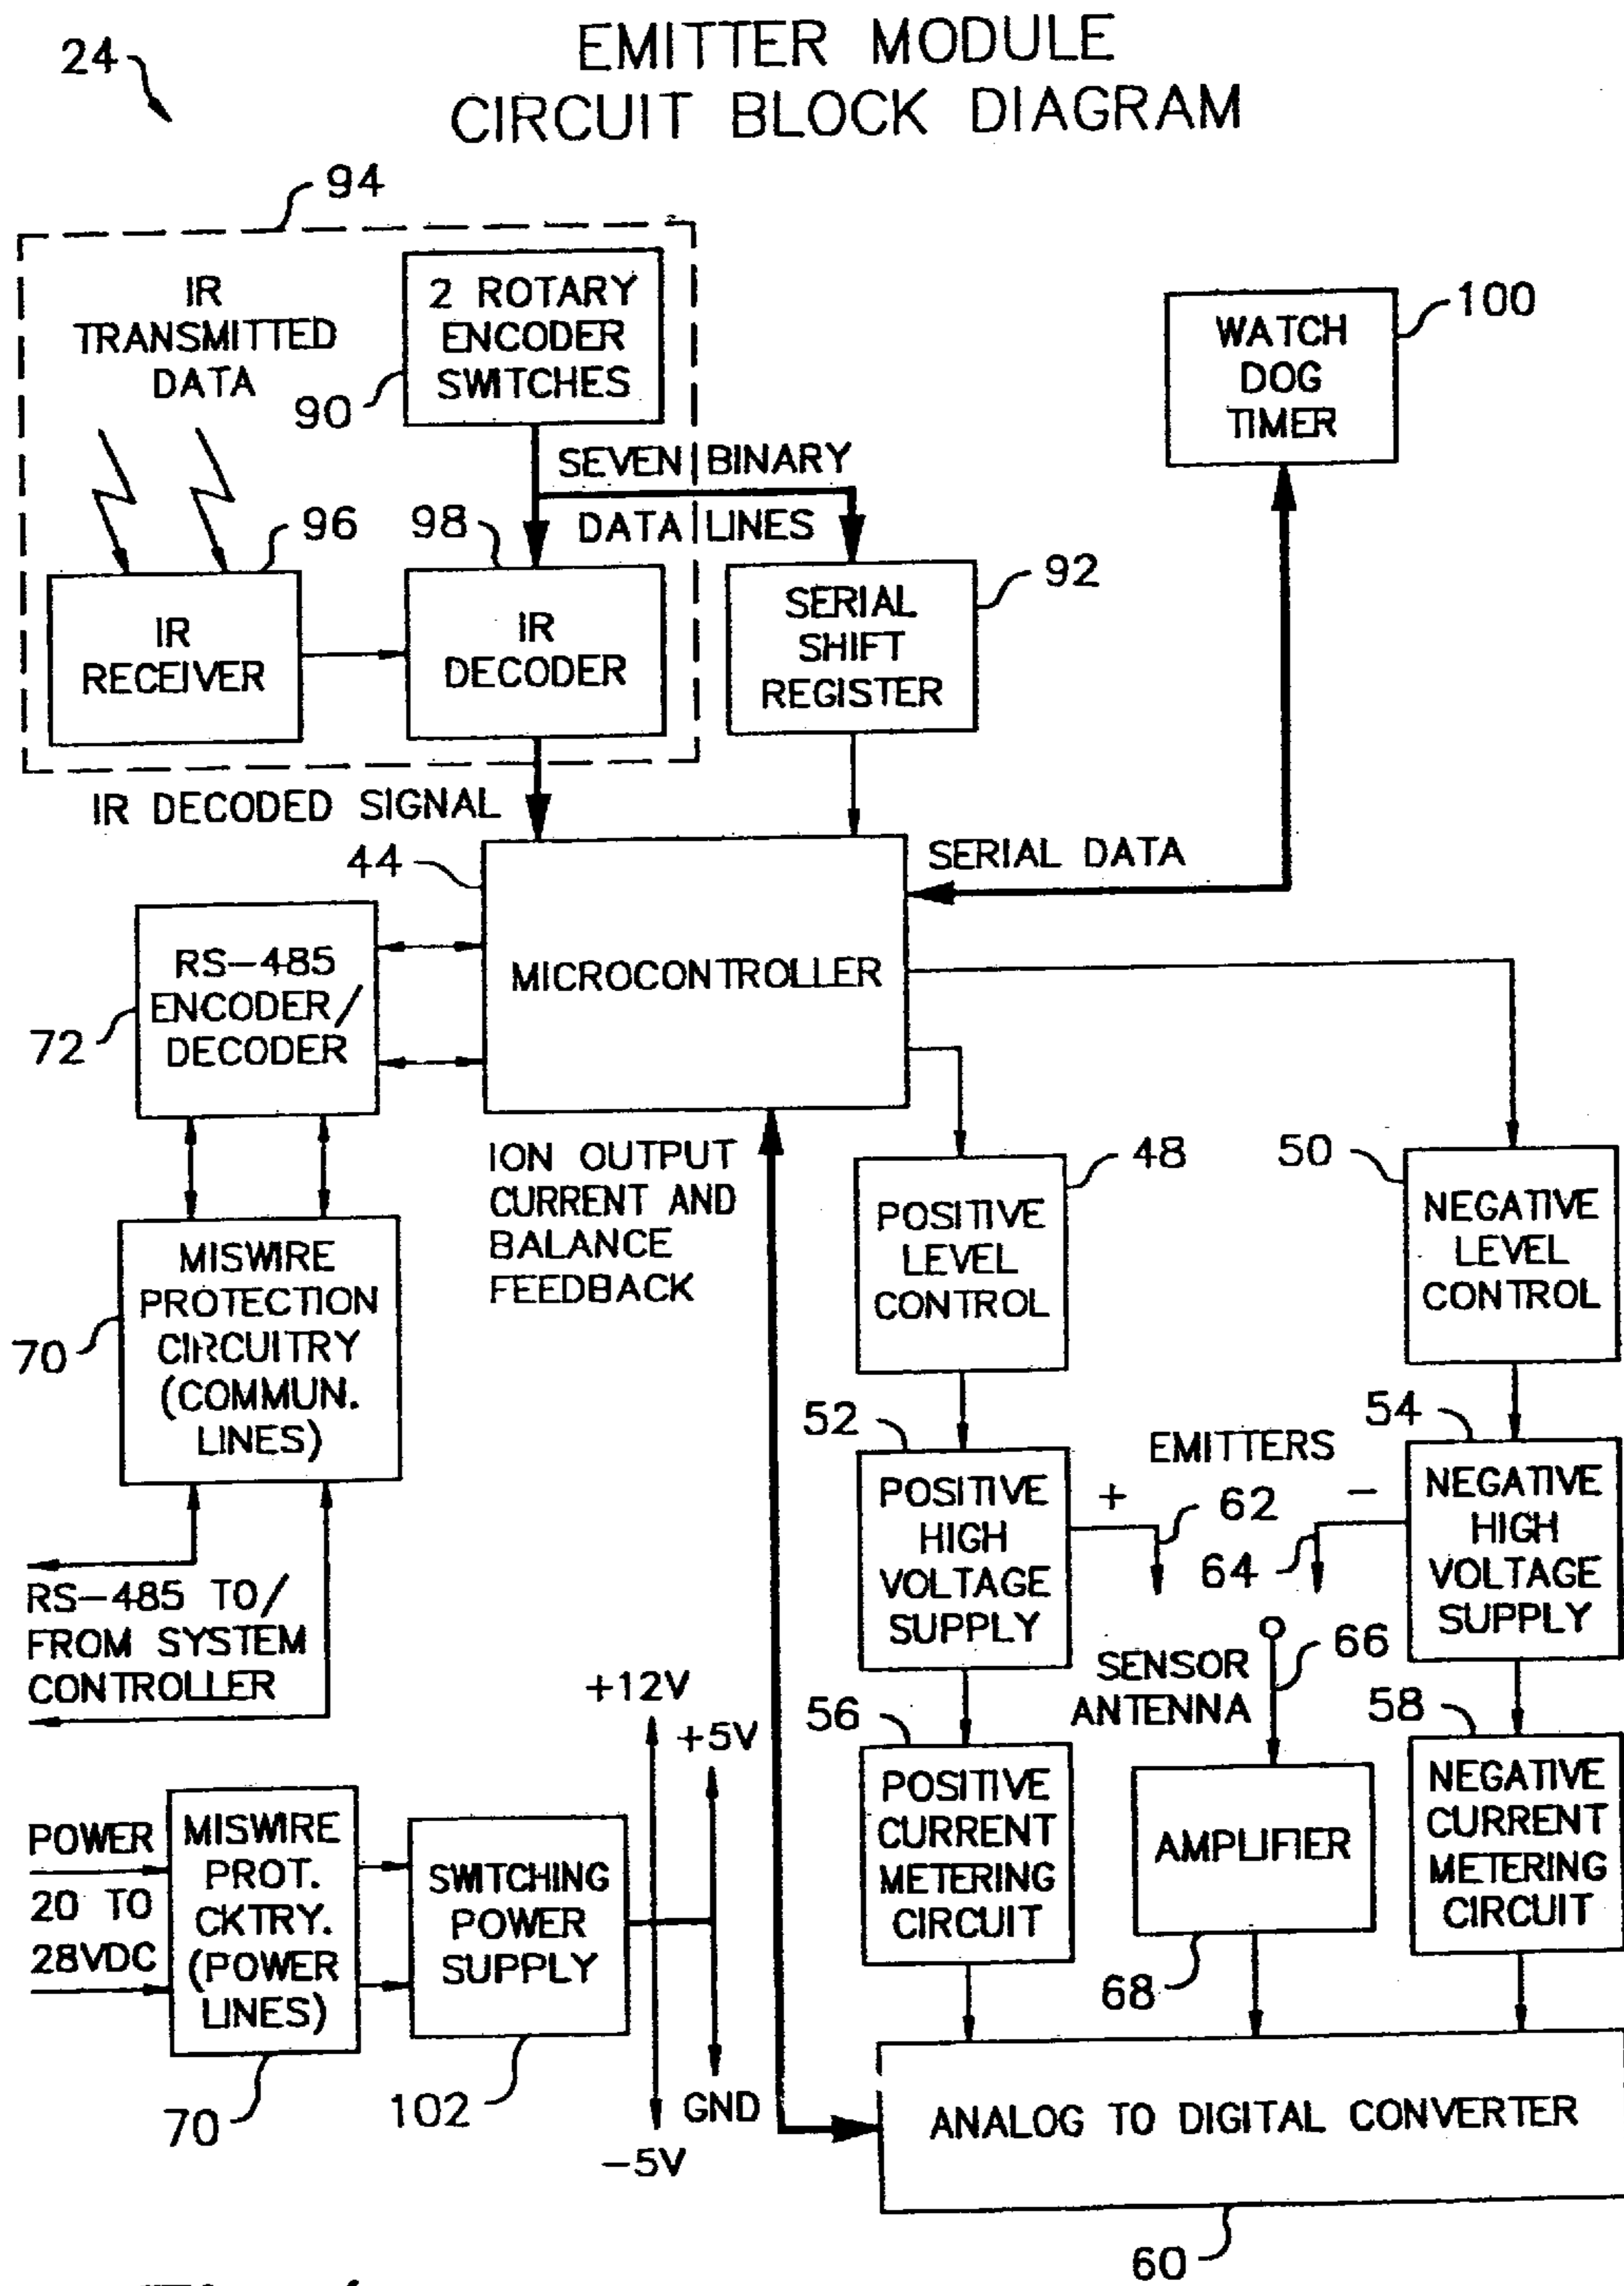 EMITTER MODULE
CIRCUIT BLOCK DIAGRAM
24
94
IR
TRANSMITTED
DATA
2 ROTARY
ENCODER
SWITCHES
90
WATCH
DOG
TIMER
100
SEVEN BINARY
DATA LINES
96
98
92
IR
RECEIVER
IR
DECODER
SERIAL
SHIFT
REGISTER
IR DECODED SIGNAL
44
SERIAL DATA
MICROCONTROLLER
RS-485
ENCODER/
DECODER
72
ION OUTPUT
CURRENT AND
BALANCE
FEEDBACK
48
POSITIVE
LEVEL
CONTROL
50
NEGATIVE
LEVEL
CONTROL
MISWIRE
PROTECTION
CIRCUITRY
(COMMUN.
LINES)
70
52
POSITIVE
HIGH
VOLTAGE
SUPPLY
EMITTERS
+
62
-
64
54
NEGATIVE
HIGH
VOLTAGE
SUPPLY
RS-485 TO/
FROM SYSTEM
CONTROLLER
66
SENSOR
ANTENNA
56
POSITIVE
CURRENT
METERING
CIRCUIT
AMPLIFIER
68
58
NEGATIVE
CURRENT
METERING
CIRCUIT
+12V
+5V
POWER
20 TO
28VDC
MISWIRE
PROT.
CKTRY.
(POWER
LINES)
70
SWITCHING
POWER
SUPPLY
102
GND
-5V
ANALOG TO DIGITAL CONVERTER
60